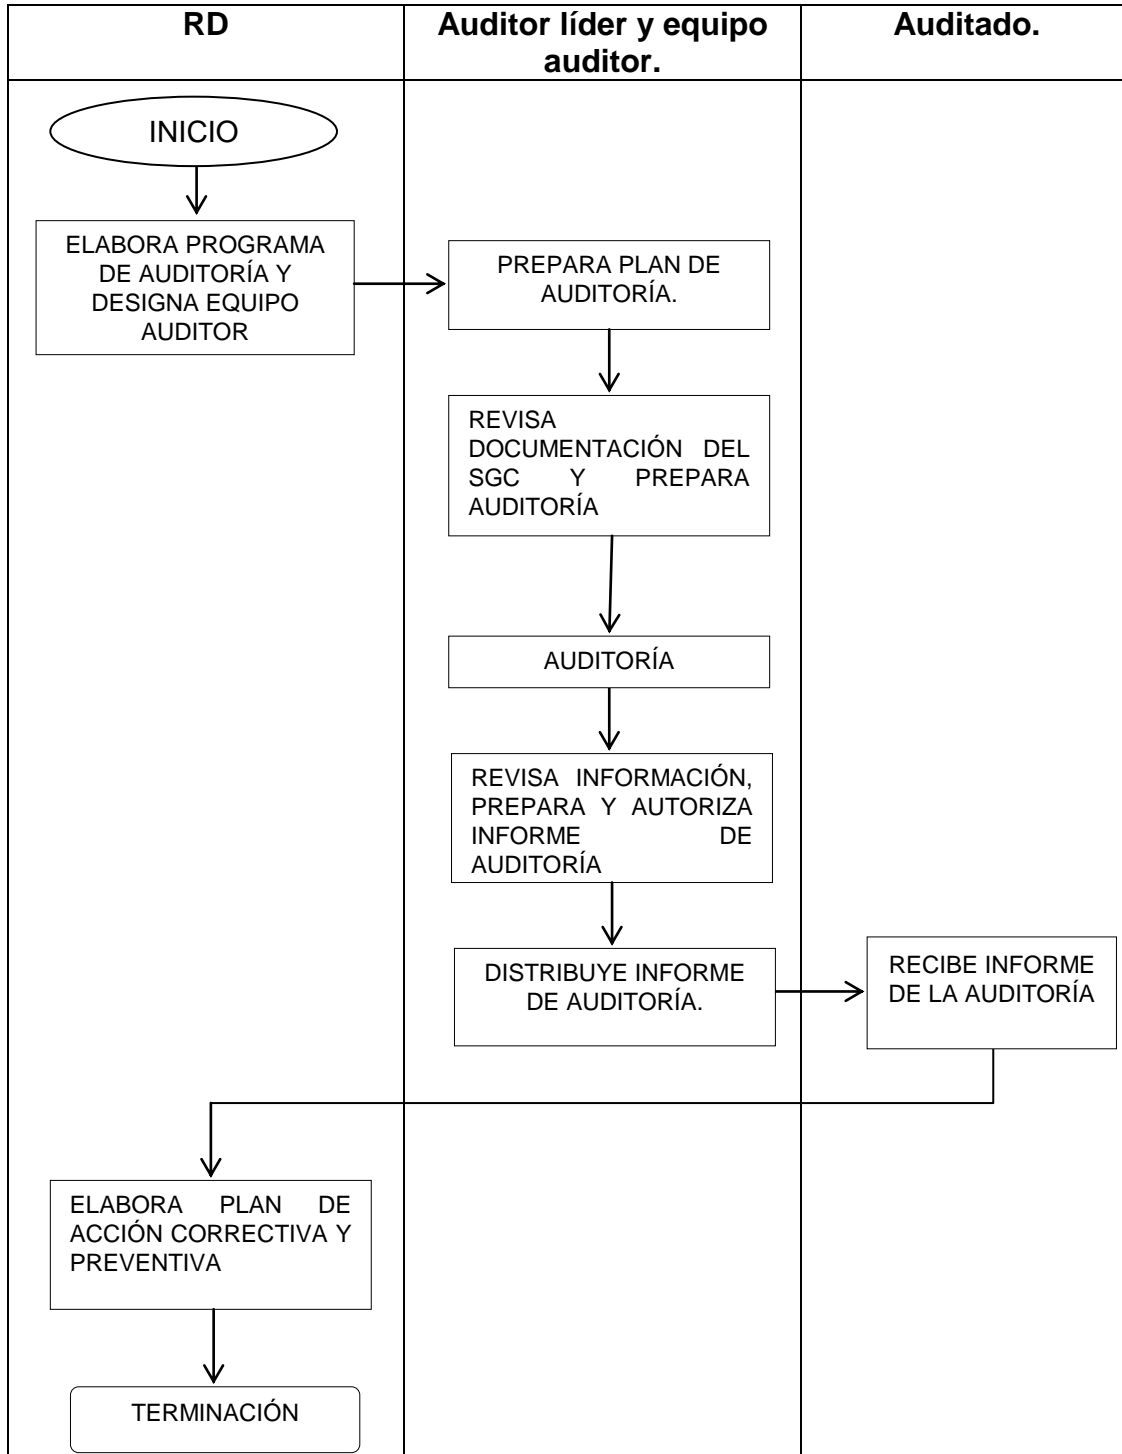 RD
Auditor líder y equipo
auditor.
Auditado.
INICIO
ELABORA PROGRAMA
DE AUDITORÍA Y
DESIGNA EQUIPO
AUDITOR
PREPARA PLAN DE
AUDITORÍA.
REVISA
DOCUMENTACIÓN DEL
SGC Y PREPARA
AUDITORÍA
AUDITORÍA
REVISA INFORMACIÓN,
PREPARA Y AUTORIZA
INFORME DE
AUDITORÍA
DISTRIBUYE INFORME
DE AUDITORÍA.
RECIBE INFORME
DE LA AUDITORÍA
ELABORA PLAN DE
ACCIÓN CORRECTIVA Y
PREVENTIVA
TERMINACIÓN